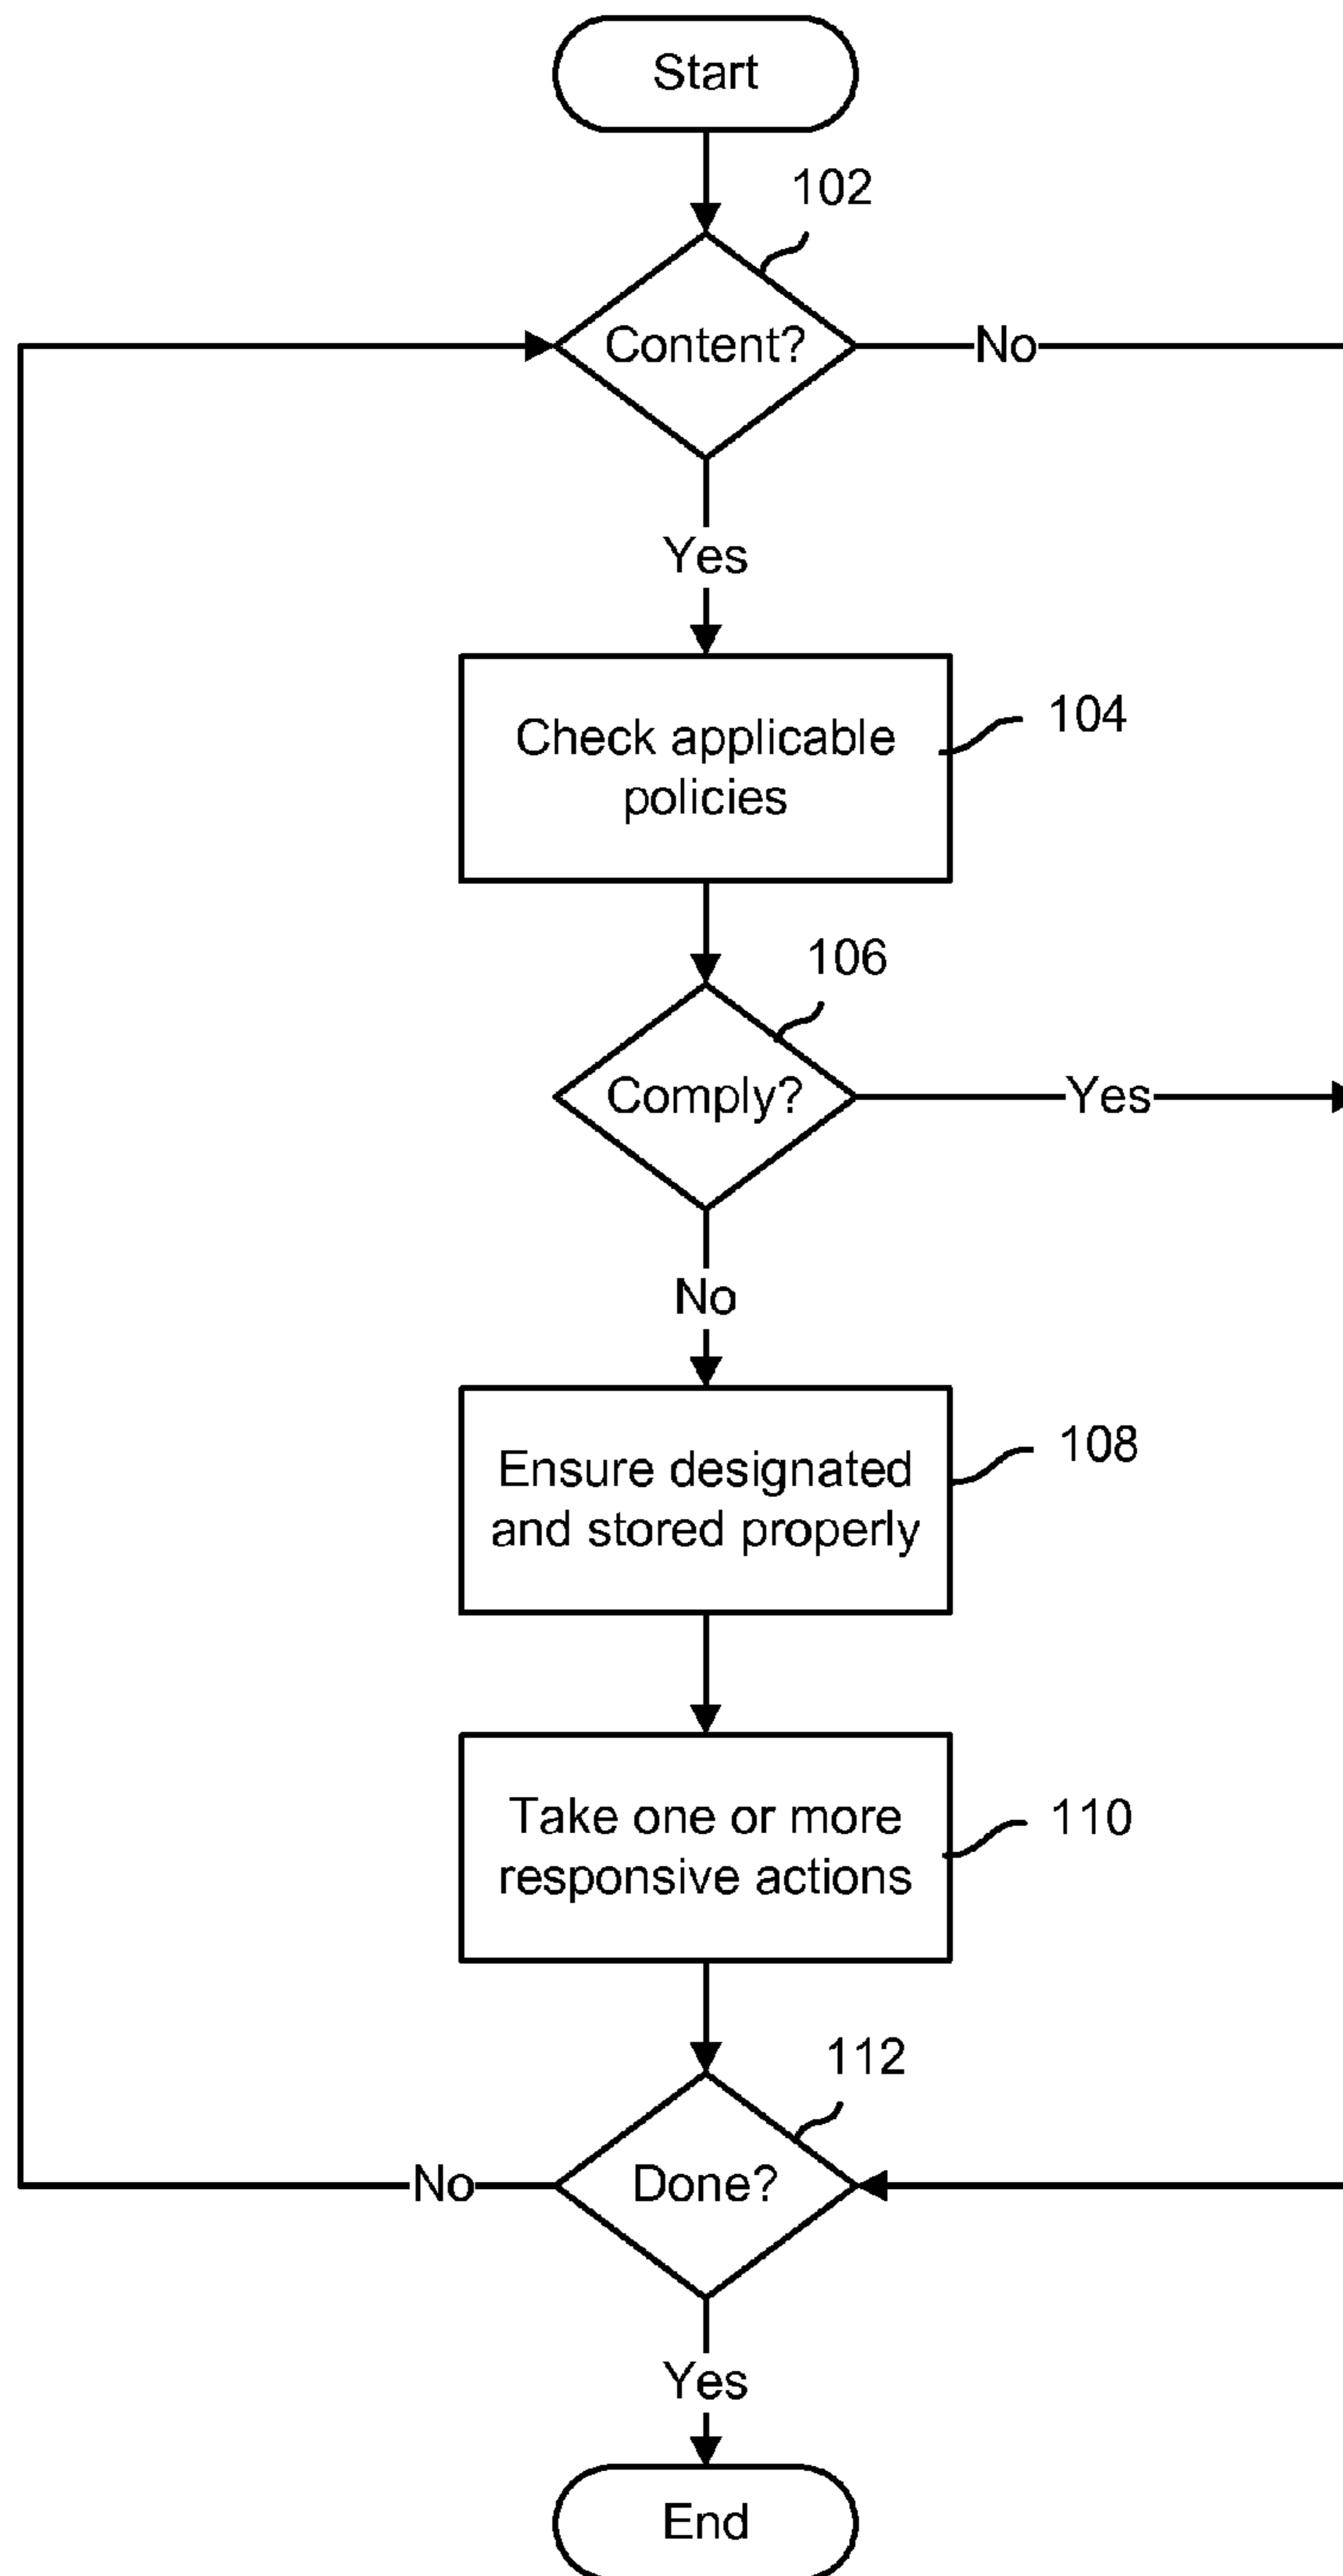 Start
102
Content?
No
Yes
Check applicable
policies
104
106
Comply?
Yes
No
Ensure designated
and stored properly
108
Take one or more
responsive actions
110
112
No
Done?
Yes
End